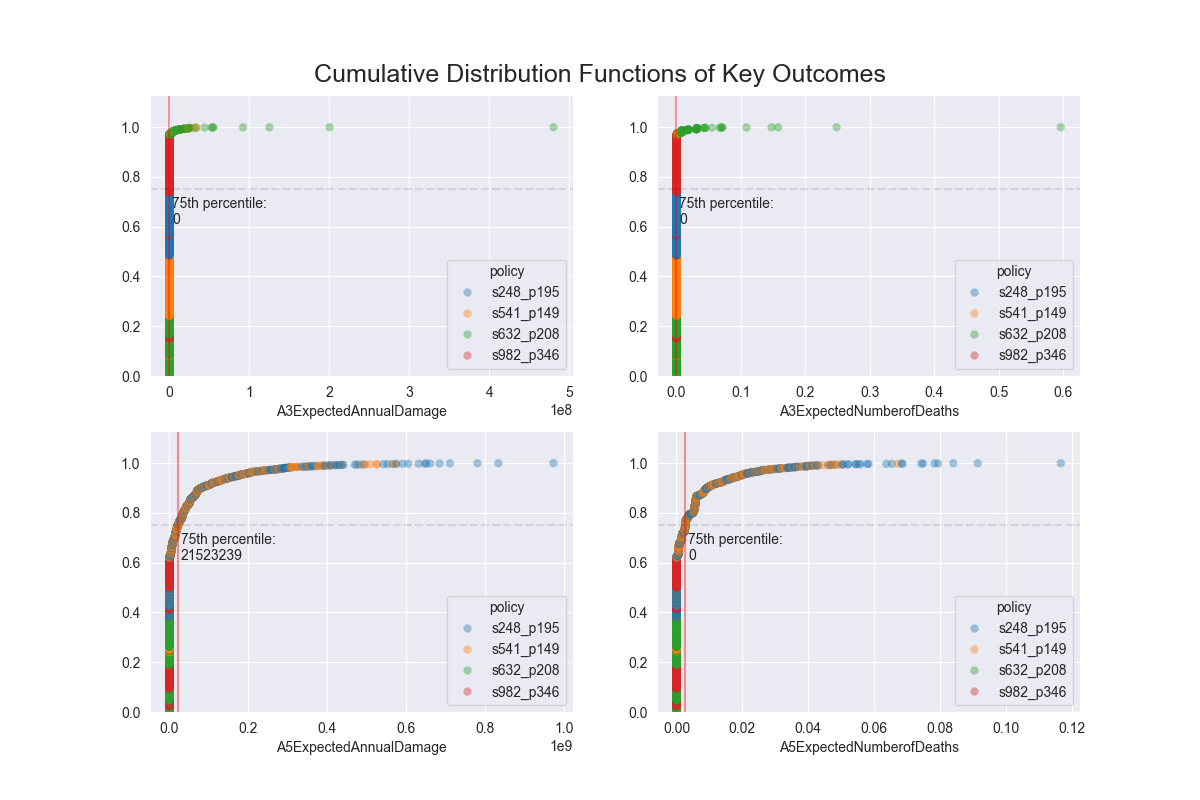 Cumulative Distribution Functions of Key Outcomes
1.0
0.8
0.6
0.4
0.2
0.0
75th percentile:
0
policy
s248_p195
s541_p149
s632_p208
s982_p346
0 1 2 3 4 5
1e8
A3ExpectedAnnualDamage
1.0
0.8
0.6
0.4
0.2
0.0
75th percentile:
0
policy
s248_p195
s541_p149
s632_p208
s982_p346
0.0 0.1 0.2 0.3 0.4 0.5 0.6
A3ExpectedNumberofDeaths
1.0
0.8
0.6
0.4
0.2
0.0
75th percentile:
21523239
policy
s248_p195
s541_p149
s632_p208
s982_p346
0.0 0.2 0.4 0.6 0.8 1.0
1e9
A5ExpectedAnnualDamage
1.0
0.8
0.6
0.4
0.2
0.0
75th percentile:
0
policy
s248_p195
s541_p149
s632_p208
s982_p346
0.00 0.02 0.04 0.06 0.08 0.10 0.12
A5ExpectedNumberofDeaths